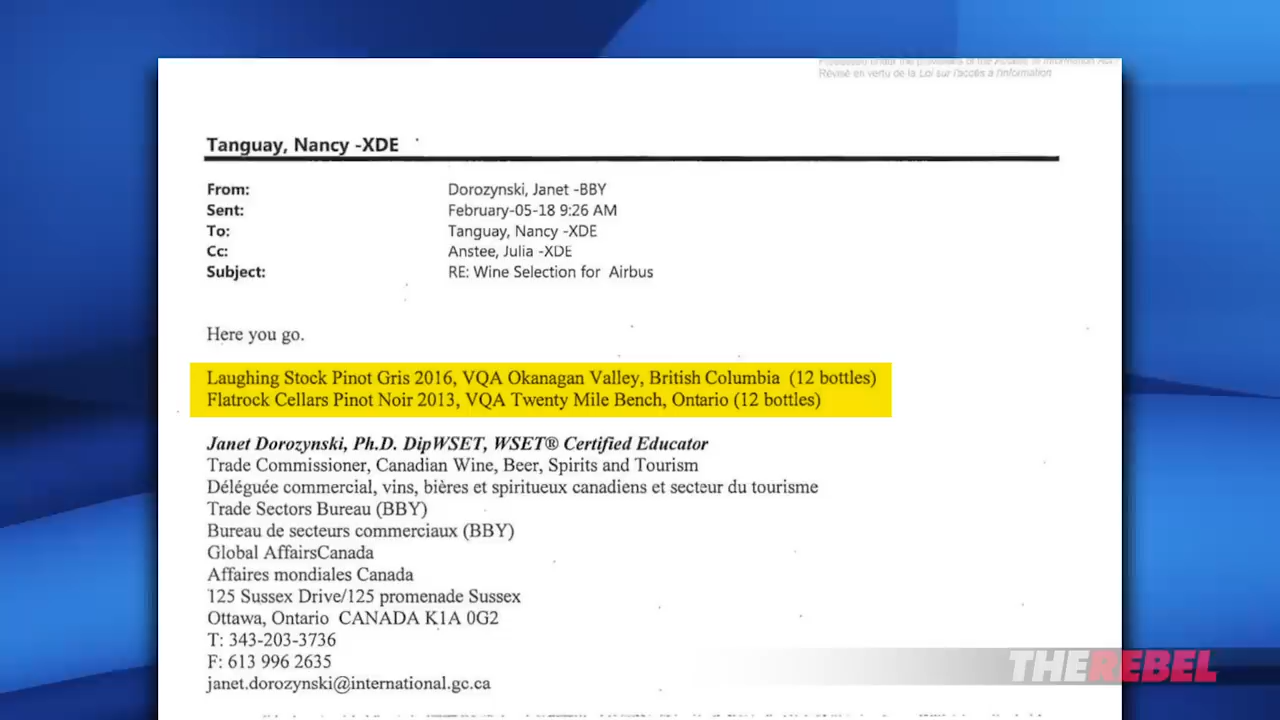 Révisé en vertu de la Loi sur l'accès à l'information
Tanguay, Nancy -XDE
From: Dorozynski, Janet -BBY
Sent: February-05-18 9:26 AM
To: Tanguay, Nancy -XDE
Cc: Anstee, Julia -XDE
Subject: RE: Wine Selection for Airbus
Here you go.
Laughing Stock Pinot Gris 2016, VQA Okanagan Valley, British Columbia (12 bottles)
Flatrock Cellars Pinot Noir 2013, VQA Twenty Mile Bench, Ontario (12 bottles)
Janet Dorozynski, Ph.D. DipWSET, WSET® Certified Educator
Trade Commissioner, Canadian Wine, Beer, Spirits and Tourism
Déléguée commercial, vins, bières et spiritueux canadiens et secteur du tourisme
Trade Sectors Bureau (BBY)
Bureau de secteurs commerciaux (BBY)
Global AffairsCanada
Affaires mondiales Canada
125 Sussex Drive/125 promenade Sussex
Ottawa, Ontario CANADA K1A 0G2
T: 343-203-3736
F: 613 996 2635
janet.dorozynski@international.gc.ca
THE REBEL